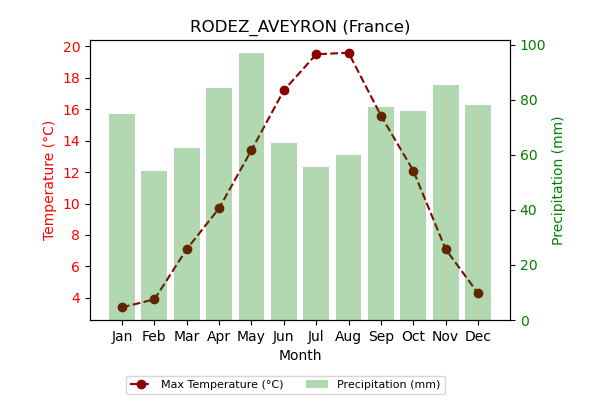 RODEZ_AVEYRON (France)
Temperature (°C)
20
18
16
14
12
10
8
6
4
100
80
60
40
20
0
Precipitation (mm)
Jan Feb Mar Apr May Jun Jul Aug Sep Oct Nov Dec
Month
Max Temperature (°C) Precipitation (mm)